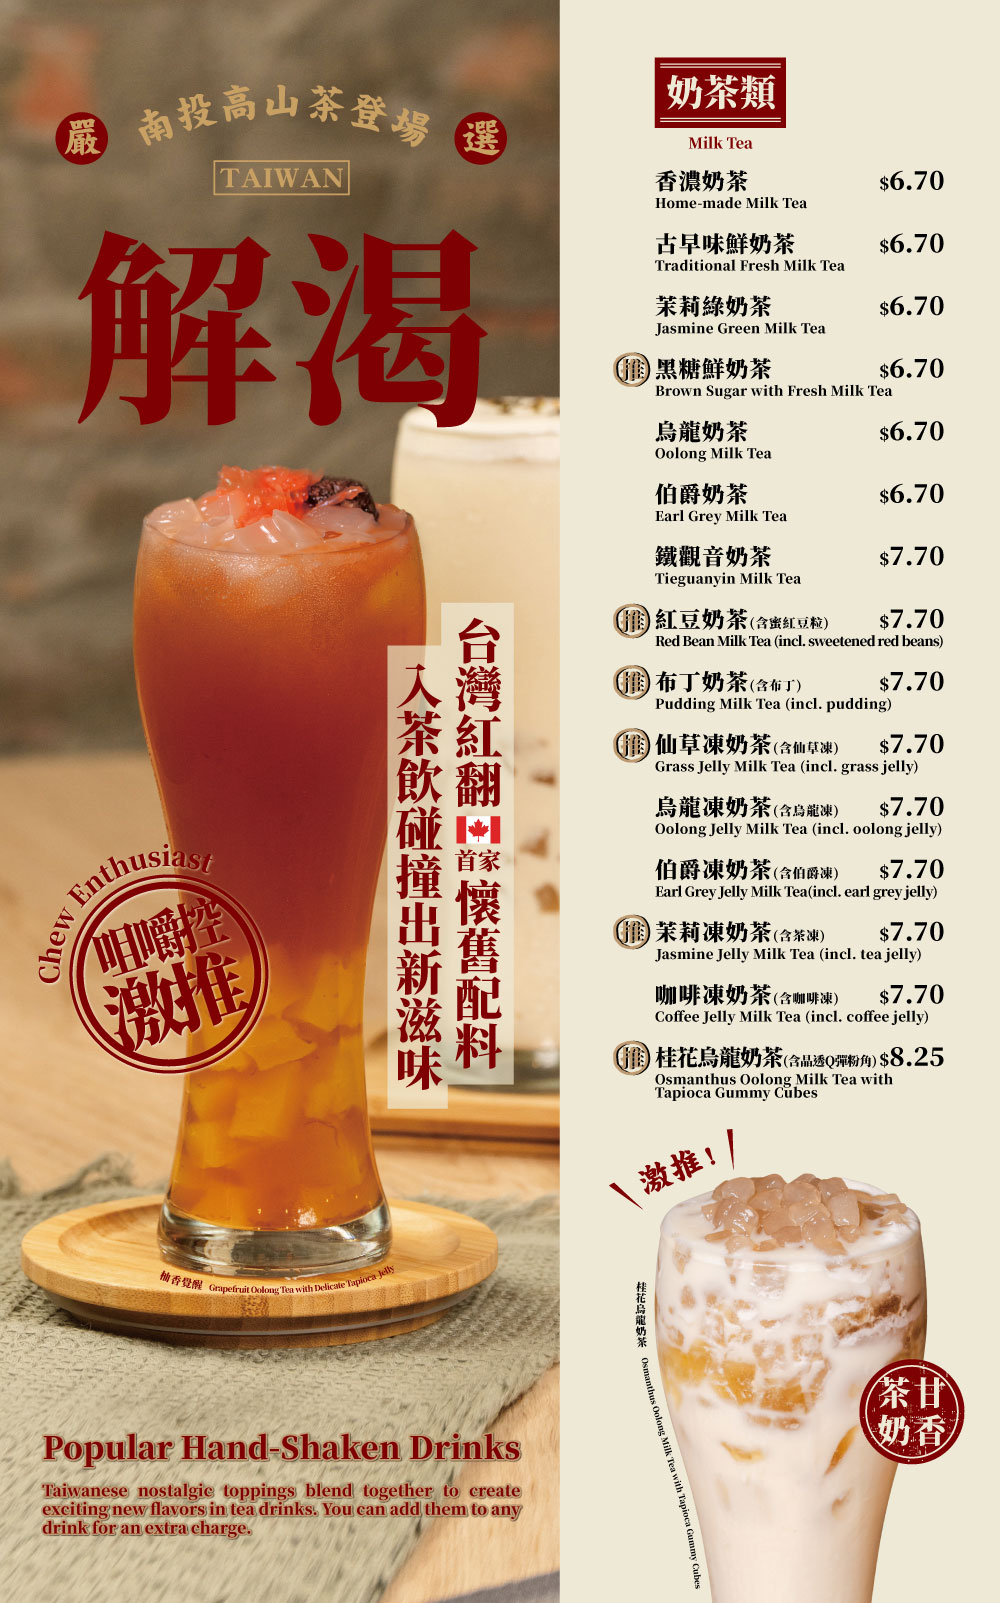 嚴
南投高山茶登場
選
TAIWAN
解渴
台灣紅翻🇨🇦首家懷舊配料
入茶飲碰撞出新滋味
Chew Enthusiast
咀嚼控
激推
柚香覺醒 Grapefruit Oolong Tea with Delicate Tapioca Jelly
Popular Hand-Shaken Drinks
Taiwanese nostalgic toppings blend together to create
exciting new flavors in tea drinks. You can add them to any
drink for an extra charge.
奶茶類
Milk Tea
香濃奶茶 $6.70
Home-made Milk Tea
古早味鮮奶茶 $6.70
Traditional Fresh Milk Tea
茉莉綠奶茶 $6.70
Jasmine Green Milk Tea
推 黑糖鮮奶茶 $6.70
Brown Sugar with Fresh Milk Tea
烏龍奶茶 $6.70
Oolong Milk Tea
伯爵奶茶 $6.70
Earl Grey Milk Tea
鐵觀音奶茶 $7.70
Tieguanyin Milk Tea
推 紅豆奶茶(含蜜紅豆粒) $7.70
Red Bean Milk Tea (incl. sweetened red beans)
推 布丁奶茶(含布丁) $7.70
Pudding Milk Tea (incl. pudding)
推 仙草凍奶茶(含仙草凍) $7.70
Grass Jelly Milk Tea (incl. grass jelly)
烏龍凍奶茶(含烏龍凍) $7.70
Oolong Jelly Milk Tea (incl. oolong jelly)
伯爵凍奶茶(含伯爵凍) $7.70
Earl Grey Jelly Milk Tea(incl. earl grey jelly)
推 茉莉凍奶茶(含茶凍) $7.70
Jasmine Jelly Milk Tea (incl. tea jelly)
咖啡凍奶茶(含咖啡凍) $7.70
Coffee Jelly Milk Tea (incl. coffee jelly)
推 桂花烏龍奶茶(含晶透Q彈粉角) $8.25
Osmanthus Oolong Milk Tea with
Tapioca Gummy Cubes
激推!
桂花烏龍奶茶 Osmanthus Oolong Milk Tea with Tapioca Gummy Cubes
甘香
茶奶